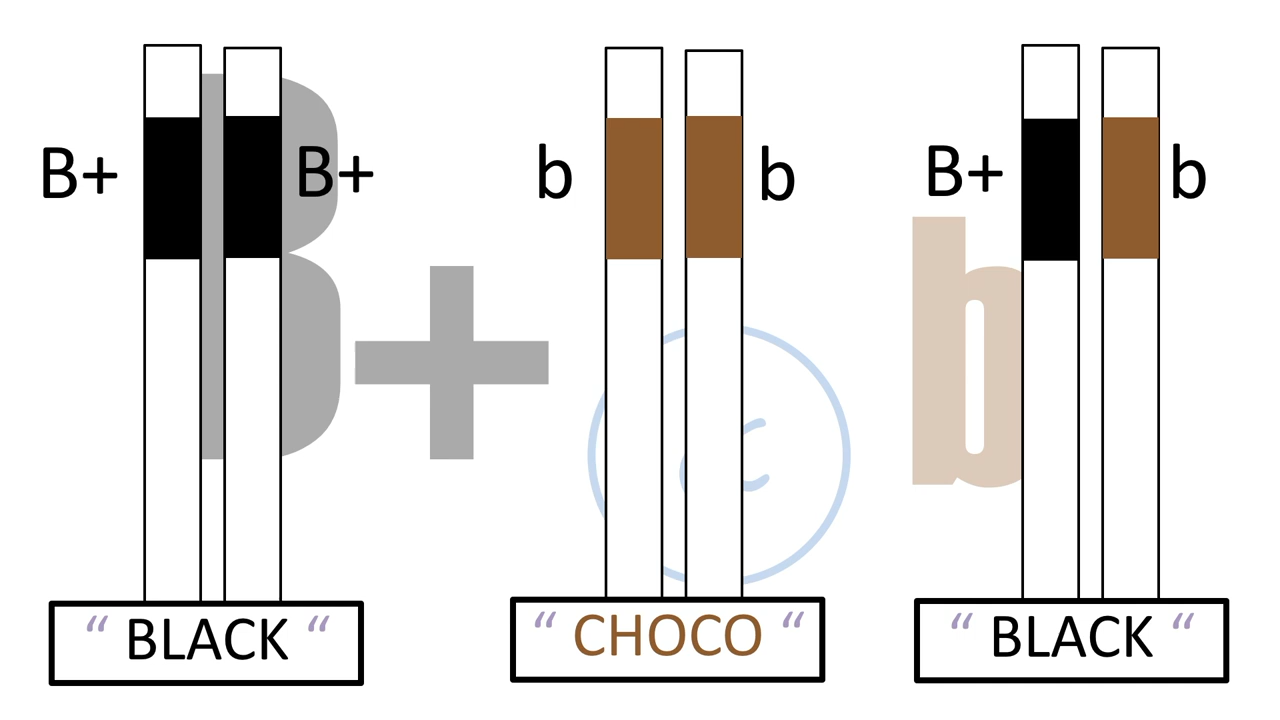 B+ B+ b b B+ b
B+ © b
“ BLACK “ “ CHOCO “ “ BLACK “